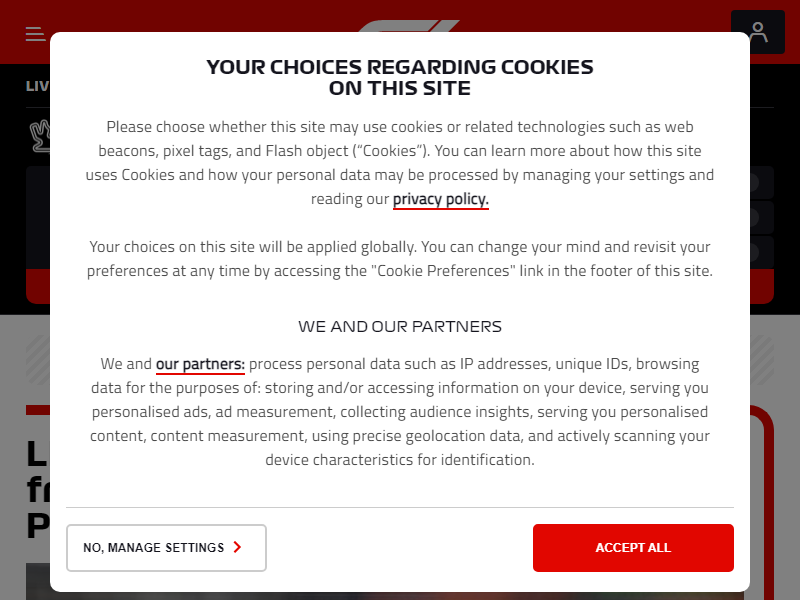 LIV
YOUR CHOICES REGARDING COOKIES
ON THIS SITE
Please choose whether this site may use cookies or related technologies such as web
beacons, pixel tags, and Flash object (“Cookies”). You can learn more about how this site
uses Cookies and how your personal data may be processed by managing your settings and
reading our privacy policy.
Your choices on this site will be applied globally. You can change your mind and revisit your
preferences at any time by accessing the "Cookie Preferences" link in the footer of this site.
WE AND OUR PARTNERS
We and our partners: process personal data such as IP addresses, unique IDs, browsing
data for the purposes of: storing and/or accessing information on your device, serving you
personalised ads, ad measurement, collecting audience insights, serving you personalised
content, content measurement, using precise geolocation data, and actively scanning your
device characteristics for identification.
NO, MANAGE SETTINGS
ACCEPT ALL